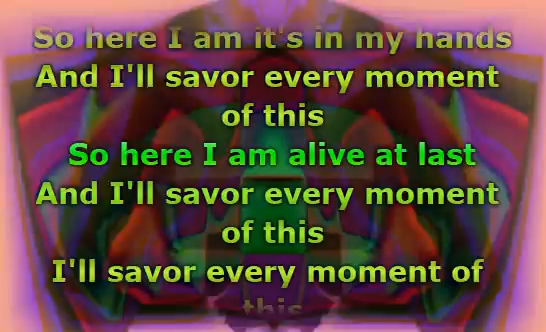 So here I am it's in my hands
And I'll savor every moment
of this
So here I am alive at last
And I'll savor every moment
of this
I'll savor every moment of
this